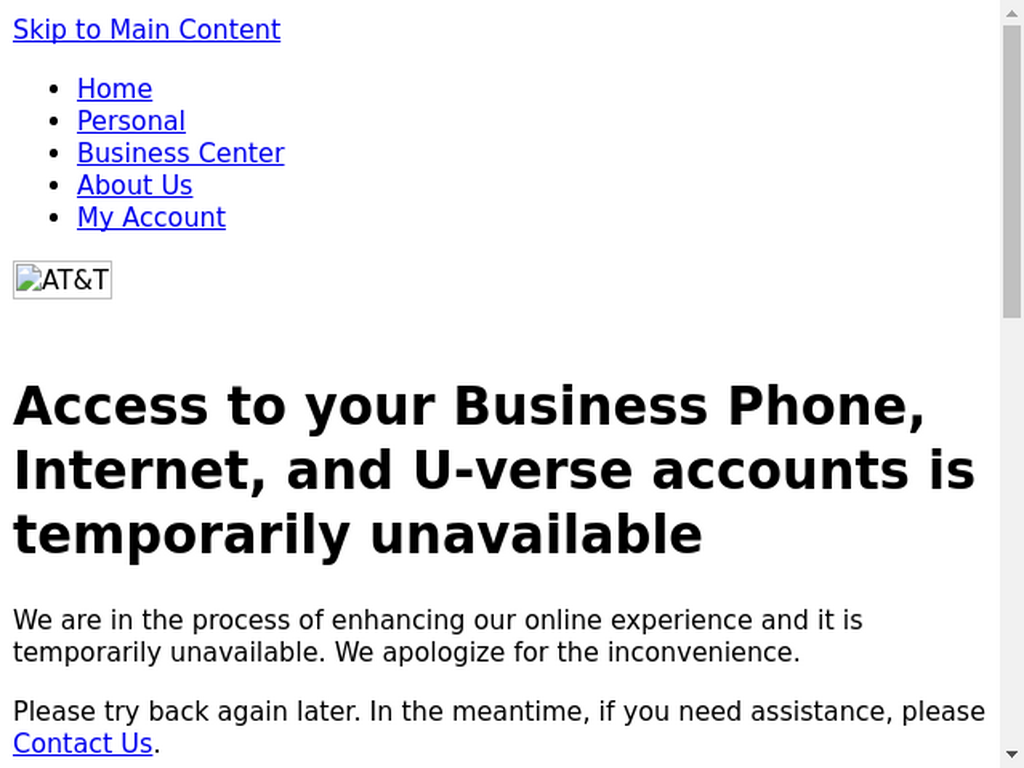 Skip to Main Content
Home
Personal
Business Center
About Us
My Account
AT&T
Access to your Business Phone,
Internet, and U-verse accounts is
temporarily unavailable
We are in the process of enhancing our online experience and it is
temporarily unavailable. We apologize for the inconvenience.
Please try back again later. In the meantime, if you need assistance, please
Contact Us.